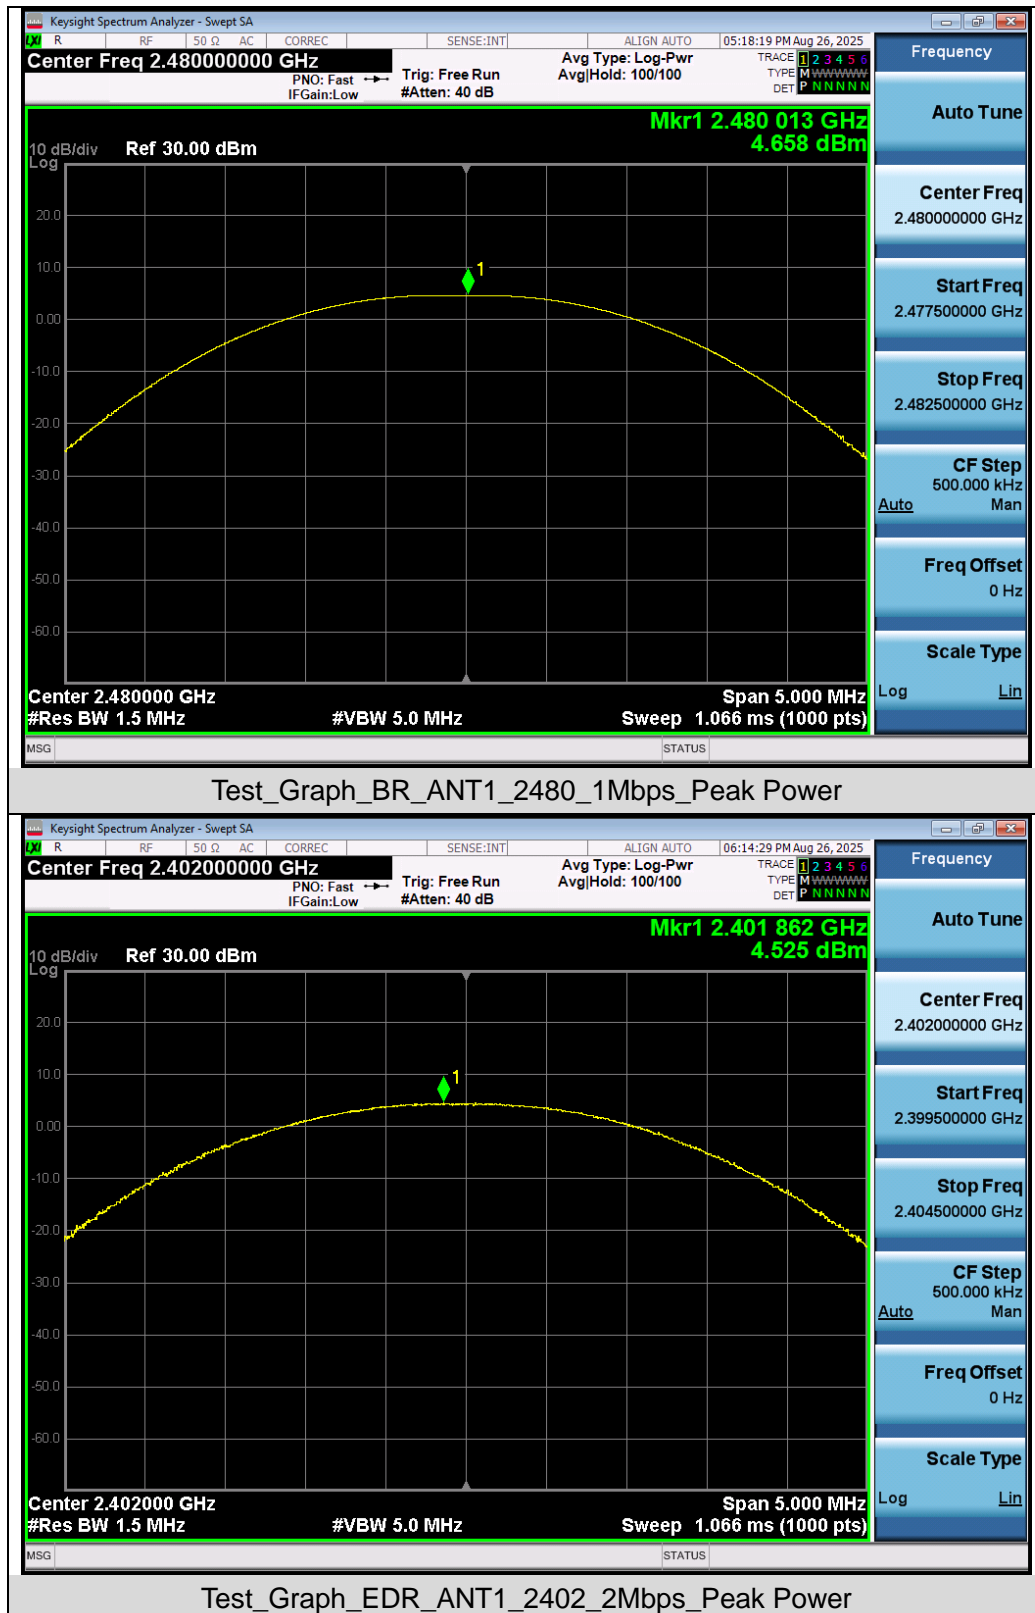 Keysight Spectrum Analyzer - Swept SA
LXI R RF 50 Ω AC CORREC SENSE:INT ALIGN AUTO 05:18:19 PM Aug 26, 2025
Center Freq 2.480000000 GHz Avg Type: Log-Pwr TRACE 1 2 3 4 5 6
PNO: Fast Trig: Free Run Avg|Hold: 100/100 TYPE M WWWWW
IFGain:Low #Atten: 40 dB DET P N N N N N
Mkr1 2.480 013 GHz
4.658 dBm
10 dB/div Ref 30.00 dBm
Log
20.0
10.0
1
0.00
-10.0
-20.0
-30.0
-40.0
-50.0
-60.0
Center 2.480000 GHz Span 5.000 MHz
#Res BW 1.5 MHz #VBW 5.0 MHz Sweep 1.066 ms (1000 pts)
MSG STATUS
Frequency
Auto Tune
Center Freq
2.480000000 GHz
Start Freq
2.477500000 GHz
Stop Freq
2.482500000 GHz
CF Step
500.000 kHz
Auto Man
Freq Offset
0 Hz
Scale Type
Log Lin
Test_Graph_BR_ANT1_2480_1Mbps_Peak Power
Keysight Spectrum Analyzer - Swept SA
LXI R RF 50 Ω AC CORREC SENSE:INT ALIGN AUTO 06:14:29 PM Aug 26, 2025
Center Freq 2.402000000 GHz Avg Type: Log-Pwr TRACE 1 2 3 4 5 6
PNO: Fast Trig: Free Run Avg|Hold: 100/100 TYPE M WWWWW
IFGain:Low #Atten: 40 dB DET P N N N N N
Mkr1 2.401 862 GHz
4.525 dBm
10 dB/div Ref 30.00 dBm
Log
20.0
10.0
1
0.00
-10.0
-20.0
-30.0
-40.0
-50.0
-60.0
Center 2.402000 GHz Span 5.000 MHz
#Res BW 1.5 MHz #VBW 5.0 MHz Sweep 1.066 ms (1000 pts)
MSG STATUS
Frequency
Auto Tune
Center Freq
2.402000000 GHz
Start Freq
2.399500000 GHz
Stop Freq
2.404500000 GHz
CF Step
500.000 kHz
Auto Man
Freq Offset
0 Hz
Scale Type
Log Lin
Test_Graph_EDR_ANT1_2402_2Mbps_Peak Power